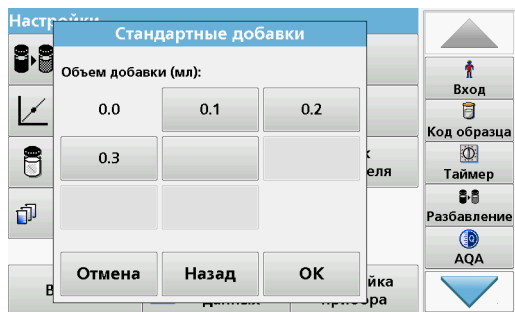 Настройки
Стандартные добавки
Объем добавки (мл):
0.0
0.1
0.2
0.3
Отмена
Назад
OK
Вход
Код образца
Таймер
Разбавление
AQA